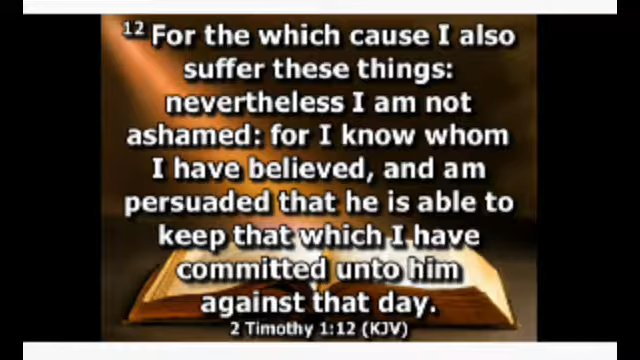 12 For the which cause I also
suffer these things:
nevertheless I am not
ashamed: for I know whom
I have believed, and am
persuaded that he is able to
keep that which I have
committed unto him
against that day.
2 Timothy 1:12 (KJV)